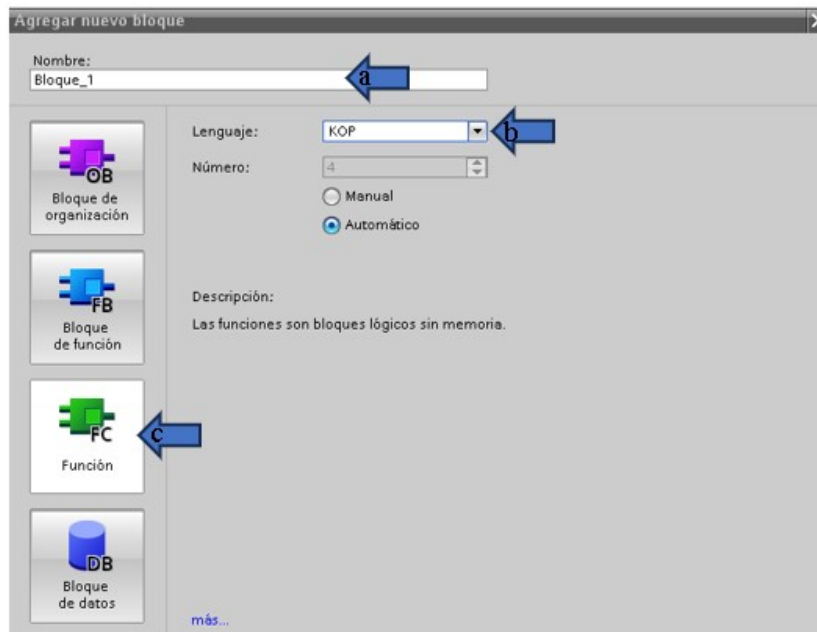 Agregar nuevo bloque
Nombre:
Bloque_1
a
Lenguaje:
KOP
b
Número:
4
Manual
Automático
Descripción:
Las funciones son bloques lógicos sin memoria.
OB
Bloque de
organización
FB
Bloque
de función
FC
c
Función
DB
Bloque
de datos
más...